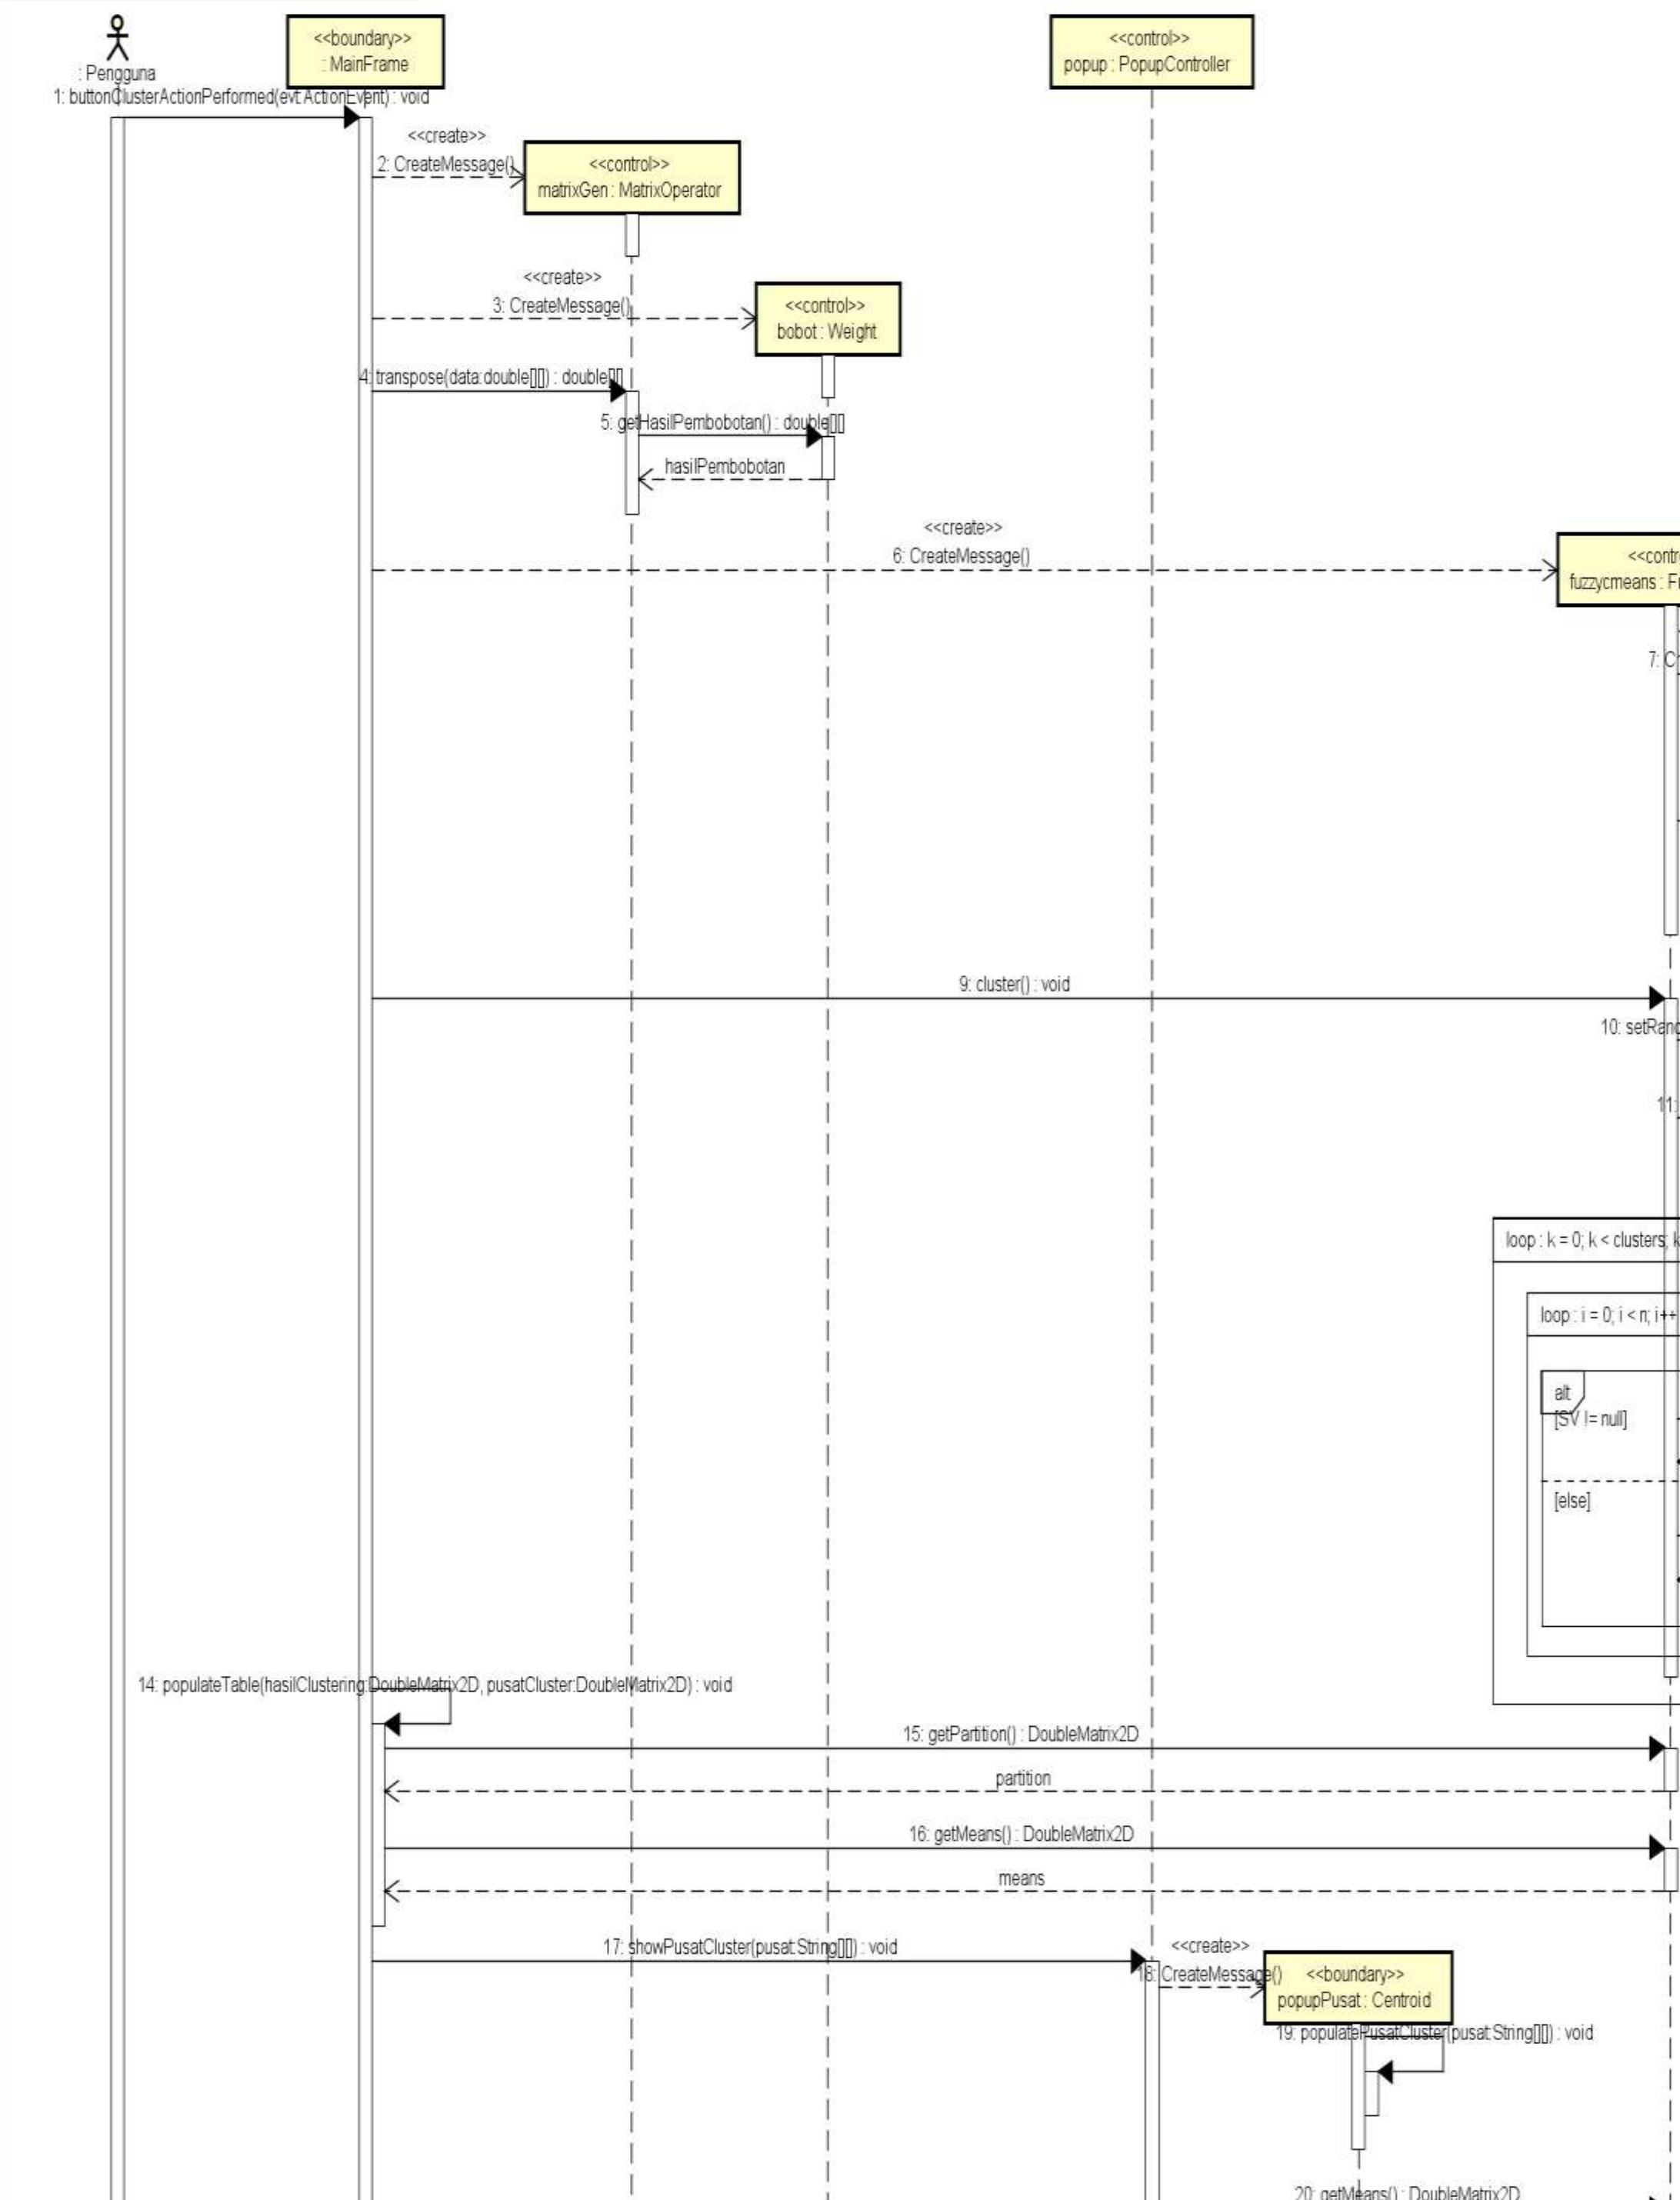 <<boundary>>
: MainFrame
<<control>>
popup : PopupController
: Pengguna
1: buttonClusterActionPerformed(evt:ActionEvent) : void
<<create>>
2: CreateMessage()
<<control>>
matrixGen : MatrixOperator
<<create>>
3: CreateMessage()
<<control>>
bobot : Weight
4: transpose(data:double[][]) : double[][]
5: getHasilPembobotan() : double[][]
hasilPembobotan
<<create>>
6: CreateMessage()
<<contr
fuzzycmeans : F
7: C
9: cluster() : void
10: setRand
11:
loop : k = 0; k < clusters; k
loop : i = 0; i < n; i++
alt
[SV != null]
[else]
14: populateTable(hasilClustering:DoubleMatrix2D, pusatCluster:DoubleMatrix2D) : void
15: getPartition() : DoubleMatrix2D
partition
16: getMeans() : DoubleMatrix2D
means
17: showPusatCluster(pusat:String[][]) : void
<<create>>
18: CreateMessage()
<<boundary>>
popupPusat : Centroid
19: populatePusatCluster(pusat:String[][]) : void
20: getMeans() : DoubleMatrix2D